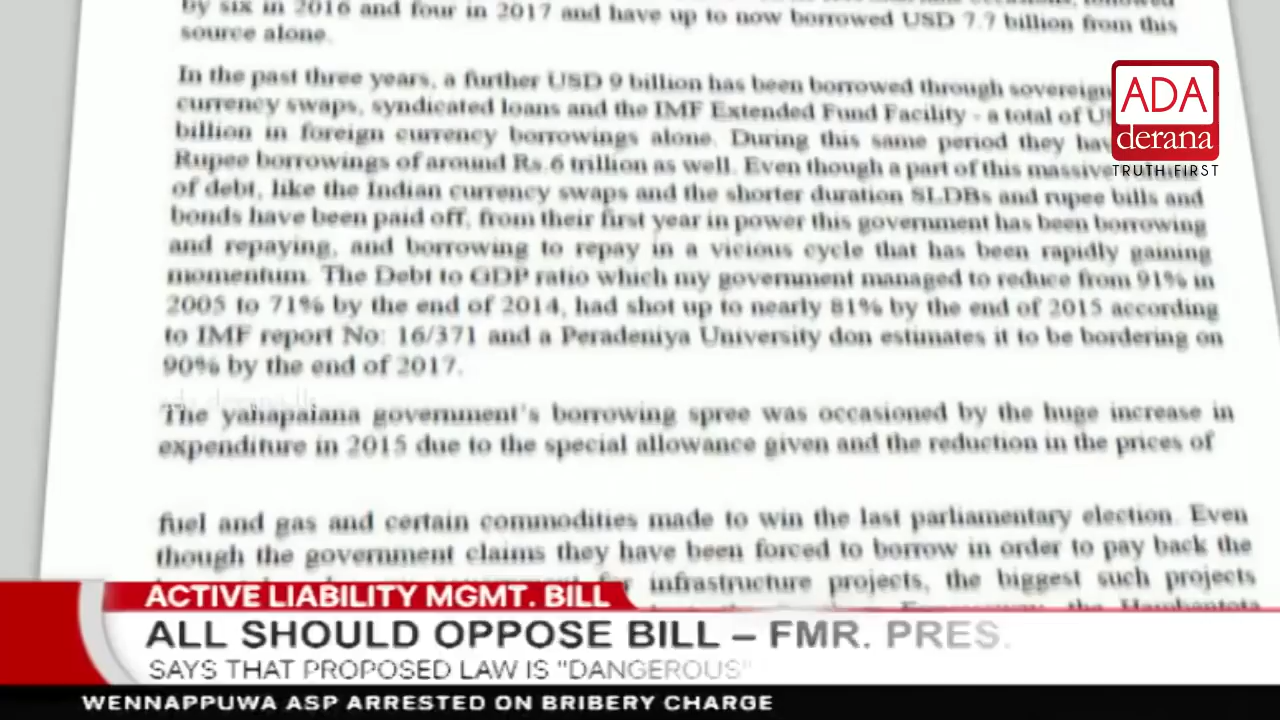 by six in 2016 and four in 2017 and have up to now borrowed USD 7.7 billion from this
source alone.
In the past three years, a further USD 9 billion has been borrowed through
currency swaps, syndicated loans and the IMF Extended Fund Facility - a total of
billion in foreign currency borrowings alone. During this same period they
Rupee borrowings of around Rs.6 trillion as well. Even though a part of this massive
of debt, like the Indian currency swaps and the shorter duration SLDBs and rupee bills and
bonds have been paid off, from their first year in power this government has been borrowing
and repaying, and borrowing to repay in a vicious cycle that has been rapidly gaining
momentum. The Debt to GDP ratio which my government managed to reduce from 91% in
2005 to 71% by the end of 2014, had shot up to nearly 81% by the end of 2015 according
to IMF report No: 16/371 and a Peradeniya University don estimates it to be bordering on
90% by the end of 2017.
The yahapalana government's borrowing spree was occasioned by the huge increase in
expenditure in 2015 due to the special allowance given and the reduction in the prices of
fuel and gas and certain commodities made to win the last parliamentary election. Even
though the government claims they have been forced to borrow in order to pay back the
infrastructure projects, the biggest such projects
ADA
derana
TRUTH FIRST
ACTIVE LIABILITY MGMT. BILL
ALL SHOULD OPPOSE BILL – FMR. PRES.
SAYS THAT PROPOSED LAW IS "DANGEROUS"
WENNAPPUWA ASP ARRESTED ON BRIBERY CHARGE